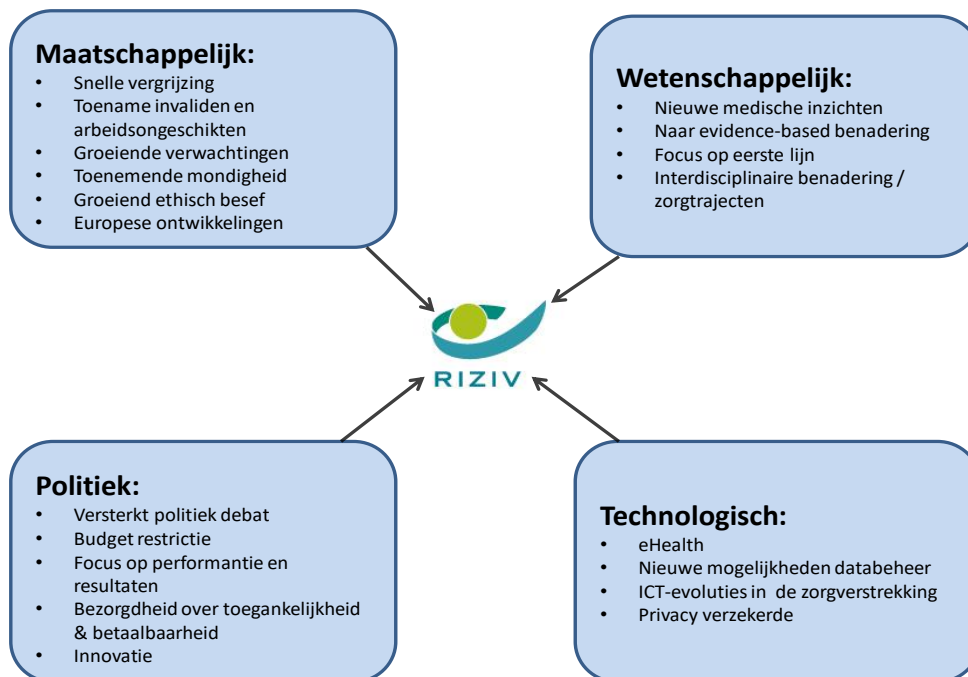 Maatschappelijk:
• Snelle vergrijzing
• Toename invaliden en
arbeidsongeschikten
• Groeiende verwachtingen
• Toenemende mondigheid
• Groeiend ethisch besef
• Europese ontwikkelingen
Wetenschappelijk:
• Nieuwe medische inzichten
• Naar evidence-based benadering
• Focus op eerste lijn
• Interdisciplinaire benadering /
zorgtrajecten
RIZIV
Politiek:
• Versterkt politiek debat
• Budget restrictie
• Focus op performantie en
resultaten
• Bezorgdheid over toegankelijkheid
& betaalbaarheid
• Innovatie
Technologisch:
• eHealth
• Nieuwe mogelijkheden databeheer
• ICT-evoluties in de zorgverstrekking
• Privacy verzekerde